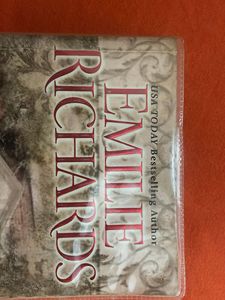 USA TODAY Bestselling Author
EMILIE
RICHARDS